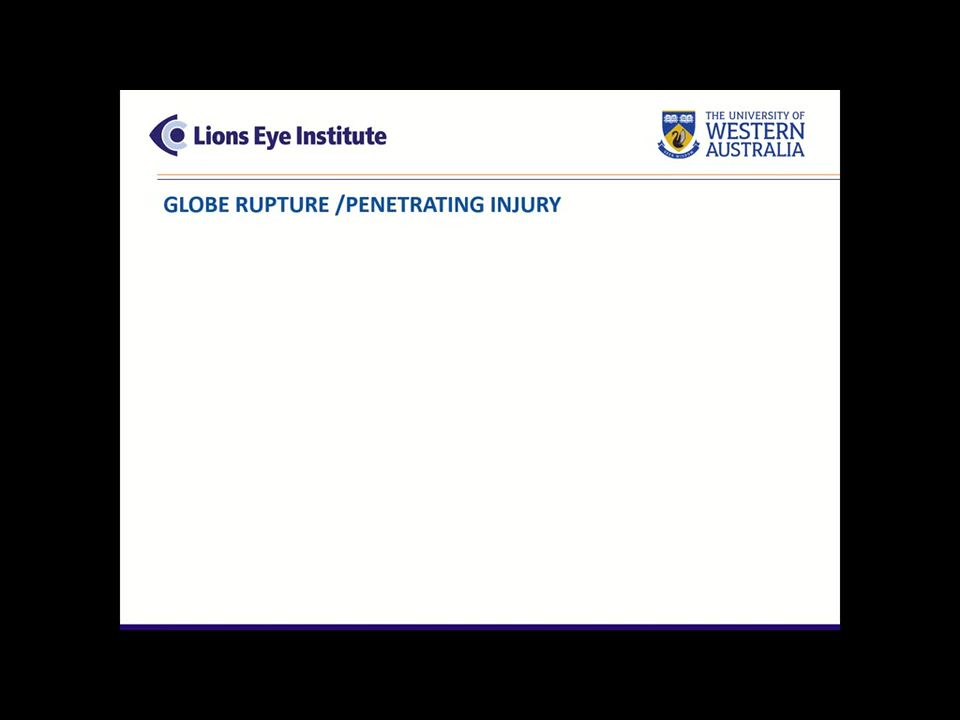 Lions Eye Institute
THE UNIVERSITY OF
WESTERN
AUSTRALIA
GLOBE RUPTURE /PENETRATING INJURY